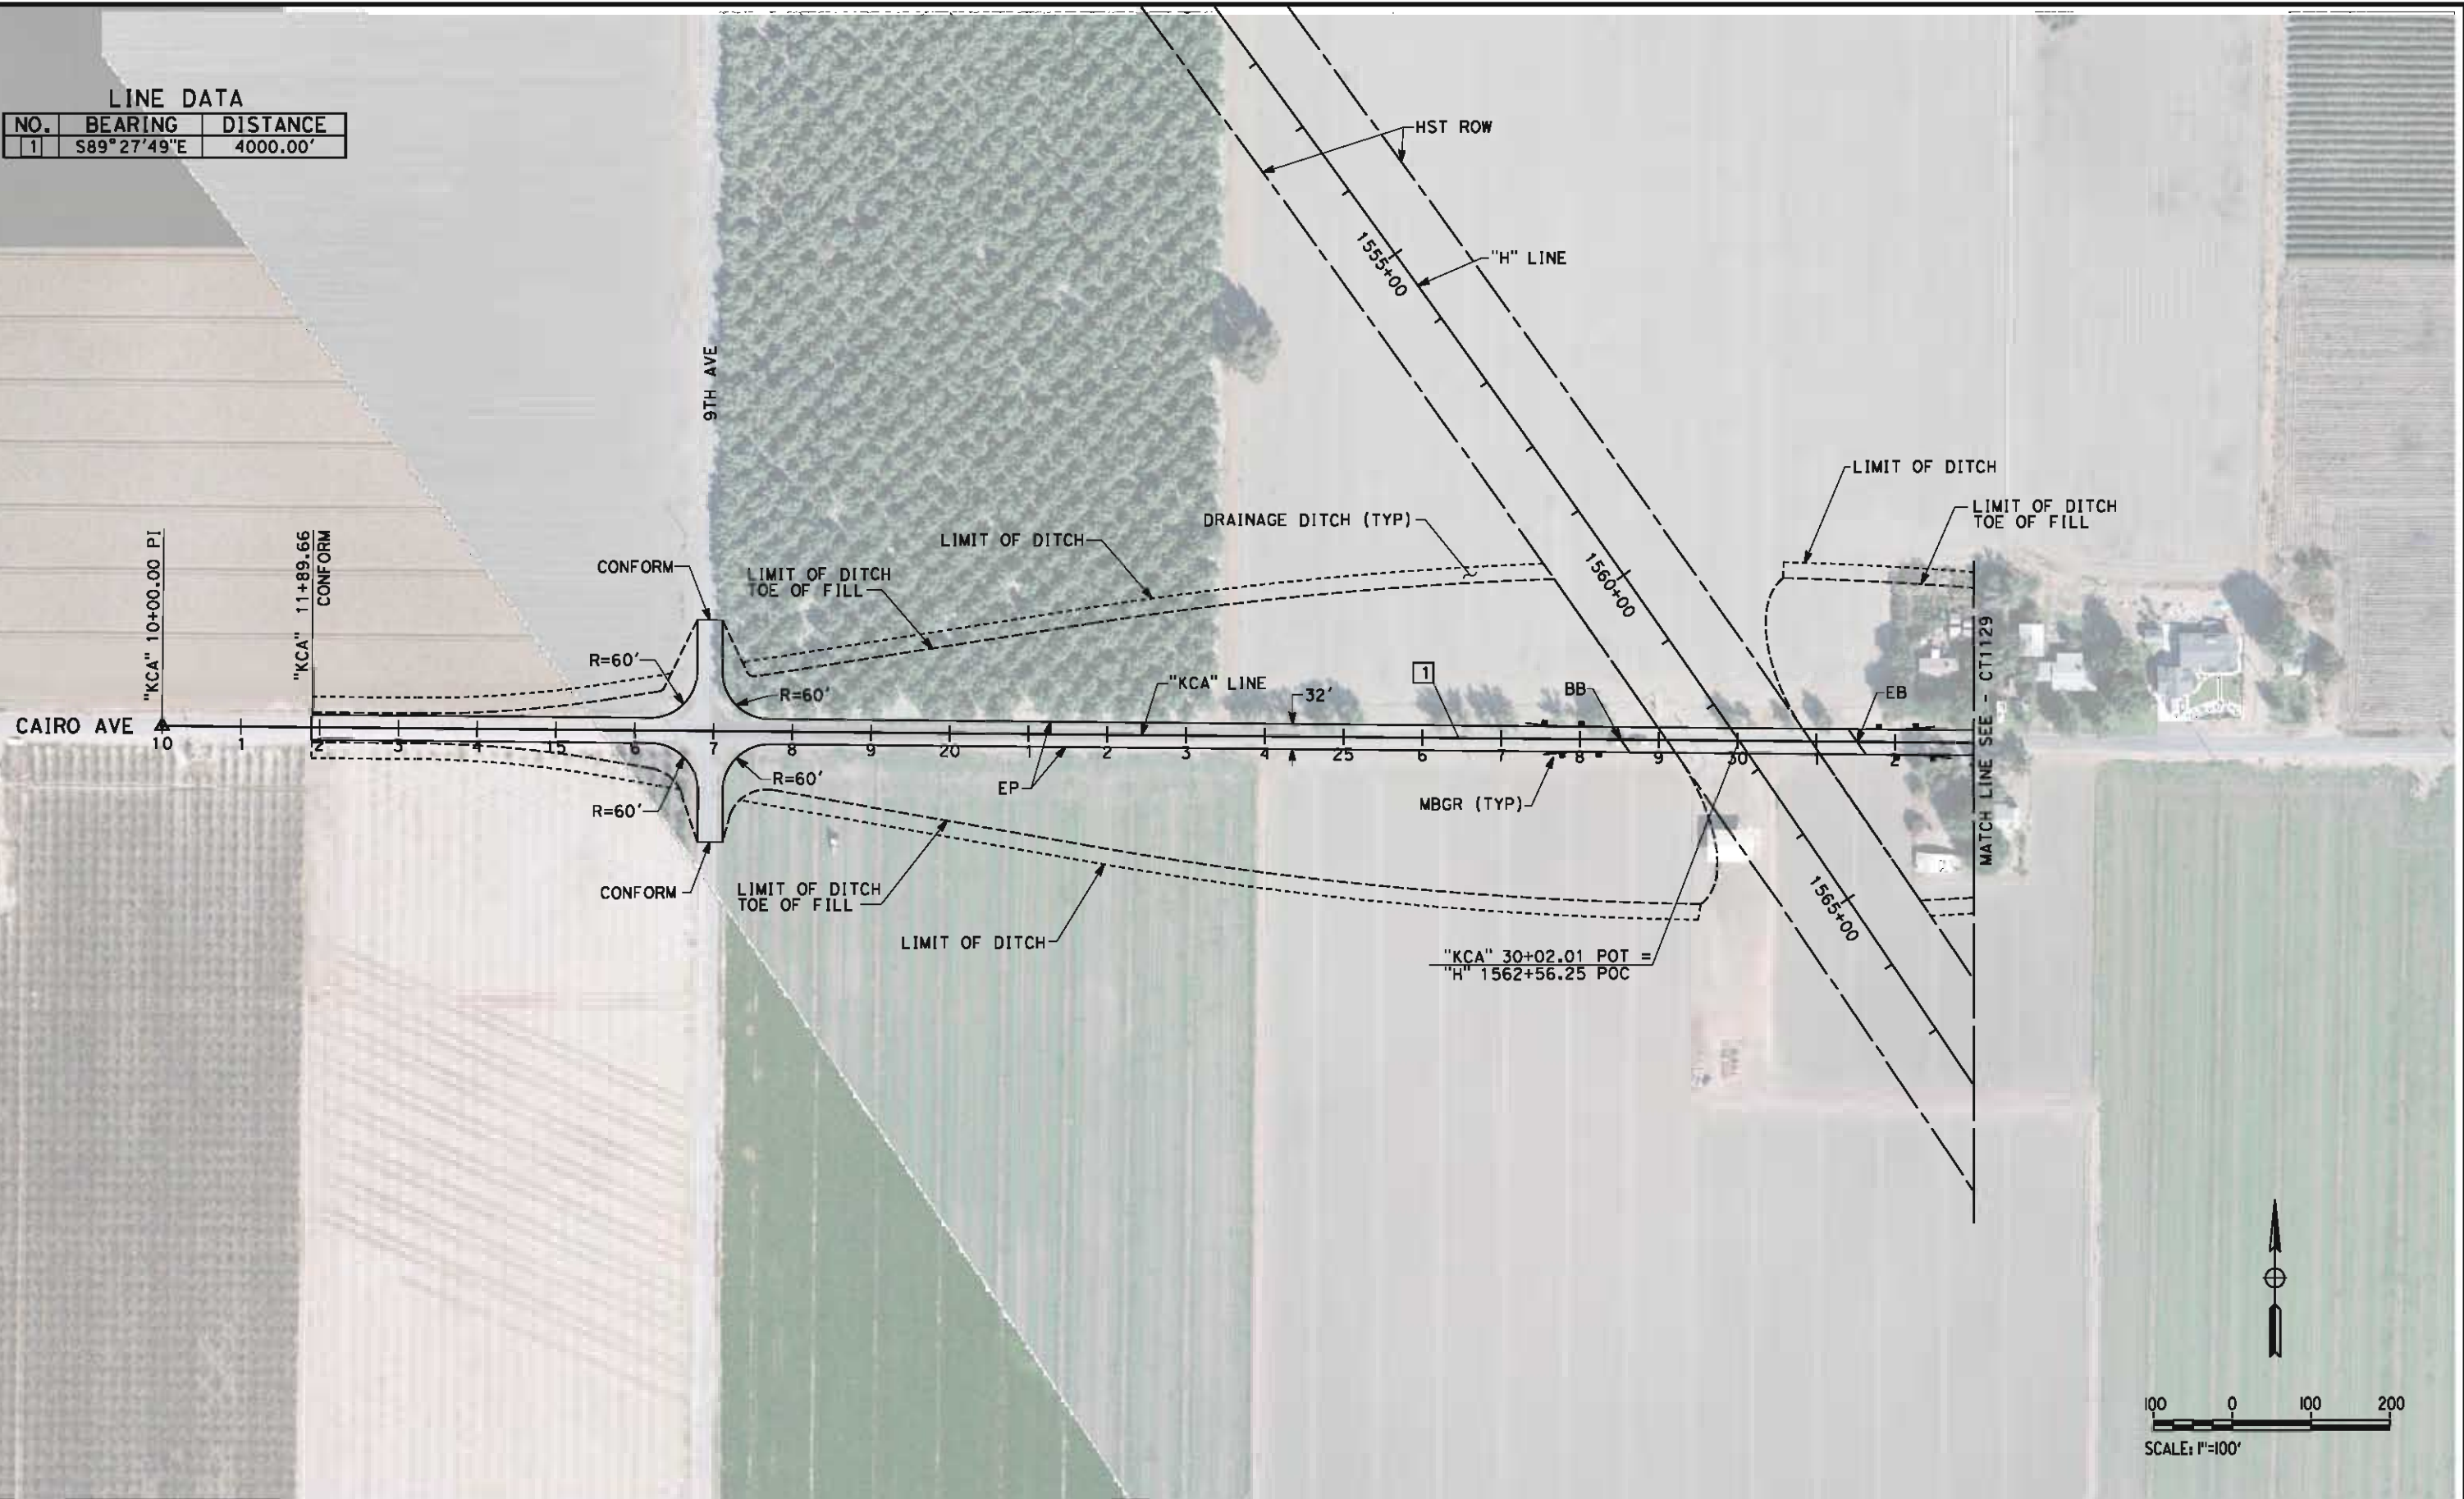 LINE DATA
NO. BEARING DISTANCE
1 S89°27'49"E 4000.00'
HST ROW
"H" LINE
1555+00
9TH AVE
LIMIT OF DITCH
LIMIT OF DITCH
TOE OF FILL
DRAINAGE DITCH (TYP)
LIMIT OF DITCH
"KCA" 10+00.00 PI
"KCA" 11+89.66
CONFORM
CONFORM
LIMIT OF DITCH
TOE OF FILL
1560+00
R=60'
R=60'
"KCA" LINE
32'
1
BB
EB
MATCH LINE SEE - CT1129
CAIRO AVE
10 1 12 3 4 15 6 7 8 9 20 1 2 3 4 25 6 7 8 9 30 1 2
R=60'
R=60'
EP
MBGR (TYP)
CONFORM
LIMIT OF DITCH
TOE OF FILL
LIMIT OF DITCH
1565+00
"KCA" 30+02.01 POT =
"H" 1562+56.25 POC
100 0 100 200
SCALE: 1"=100'